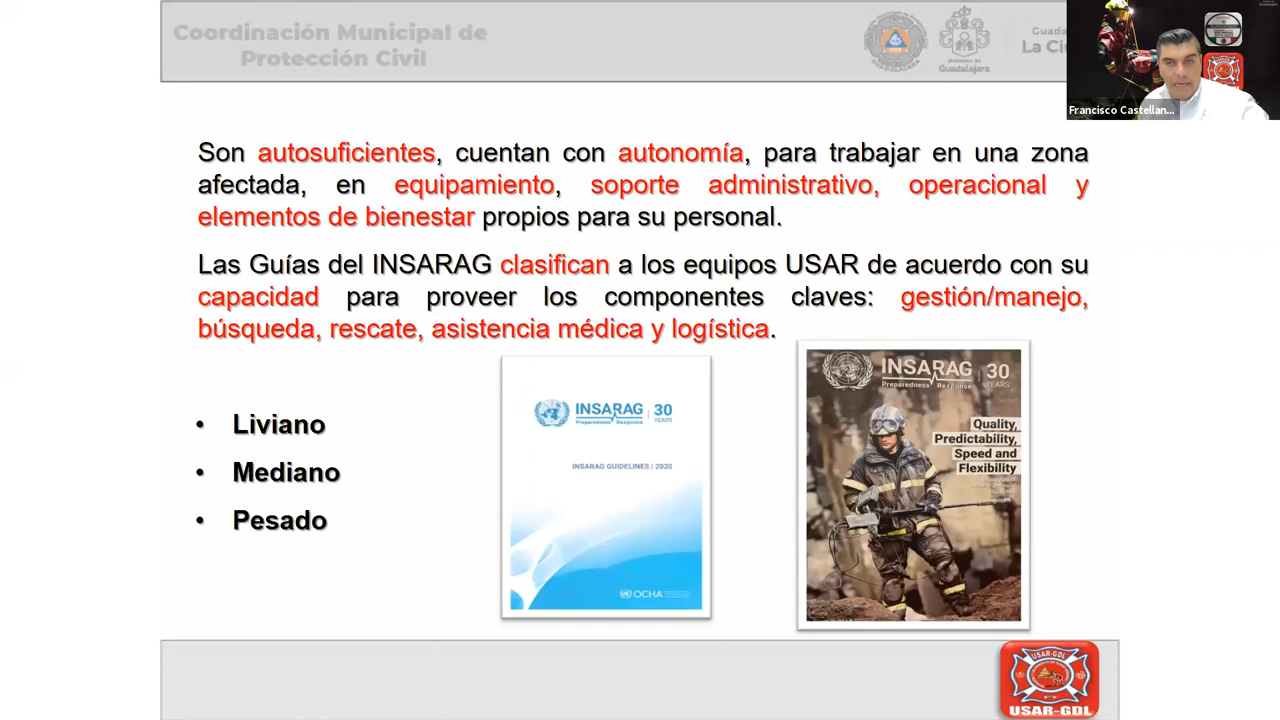 Coordinación Municipal de
Protección Civil
Gobierno de
Guadalajara
Guada
La Ciu
Francisco Castellan...
Son autosuficientes, cuentan con autonomía, para trabajar en una zona
afectada, en equipamiento, soporte administrativo, operacional y
elementos de bienestar propios para su personal.
Las Guías del INSARAG clasifican a los equipos USAR de acuerdo con su
capacidad para proveer los componentes claves: gestión/manejo,
búsqueda, rescate, asistencia médica y logística.
• Liviano
• Mediano
• Pesado
INSARAG 30
Preparedness Response YEARS
INSARAG GUIDELINES | 2020
OCHA
INSARAG 30
Preparedness Response YEARS
Quality,
Predictability,
Speed and
Flexibility
USAR-GDL
USAR-GDL